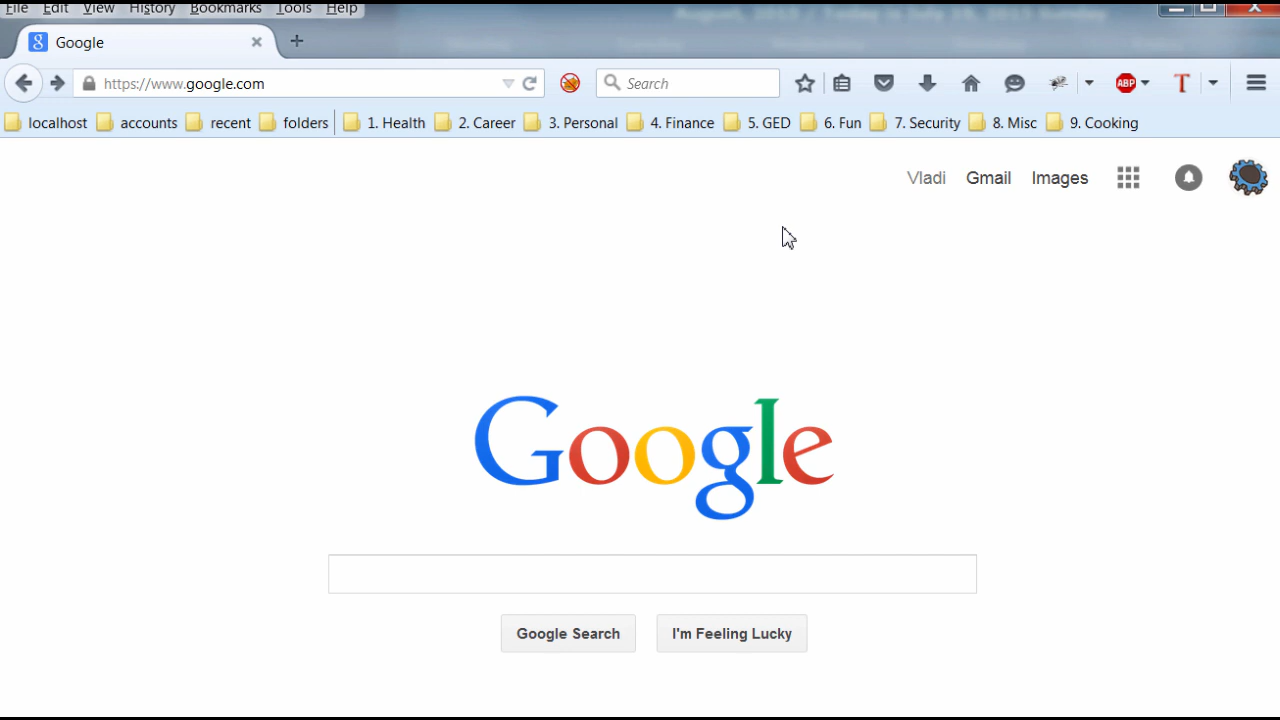 File Edit View History Bookmarks Tools Help
Google
https://www.google.com Search ABP T
localhost accounts recent folders 1. Health 2. Career 3. Personal 4. Finance 5. GED 6. Fun 7. Security 8. Misc 9. Cooking
Vladi Gmail Images
Google
Google Search I'm Feeling Lucky